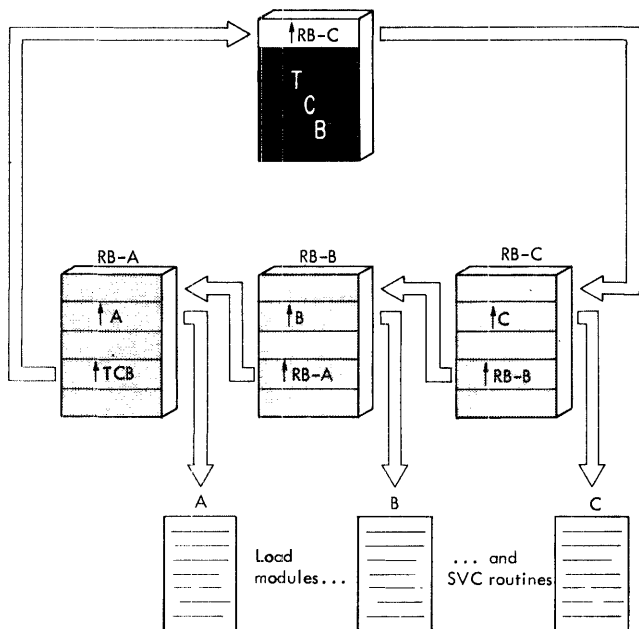 ↑RB-C
T
C
B
RB-A
RB-B
RB-C
↑A
↑B
↑C
↑TCB
↑RB-A
↑RB-B
A
B
C
Load
modules...
... and
SVC routines